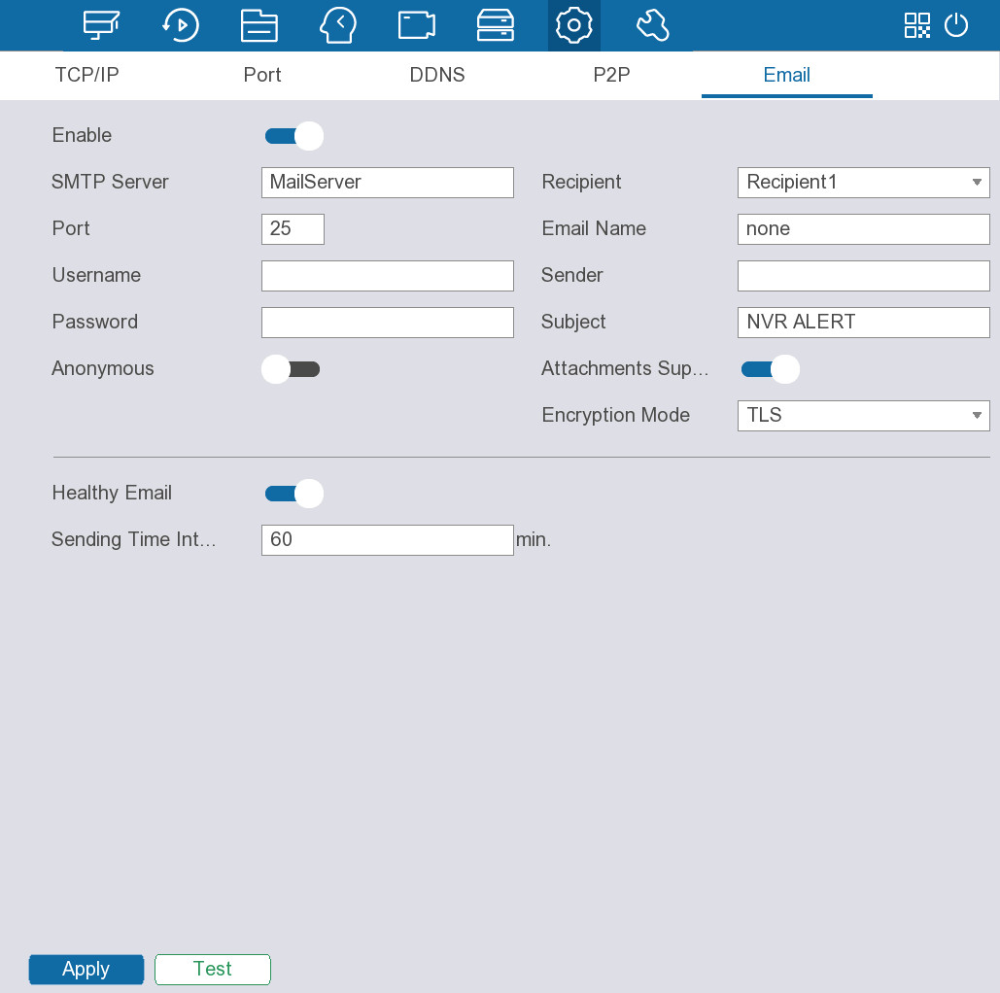 TCP/IP Port DDNS P2P Email
Enable
SMTP Server MailServer Recipient Recipient1
Port 25 Email Name none
Username Sender
Password Subject NVR ALERT
Anonymous Attachments Sup...
Encryption Mode TLS
Healthy Email
Sending Time Int... 60 min.
Apply Test